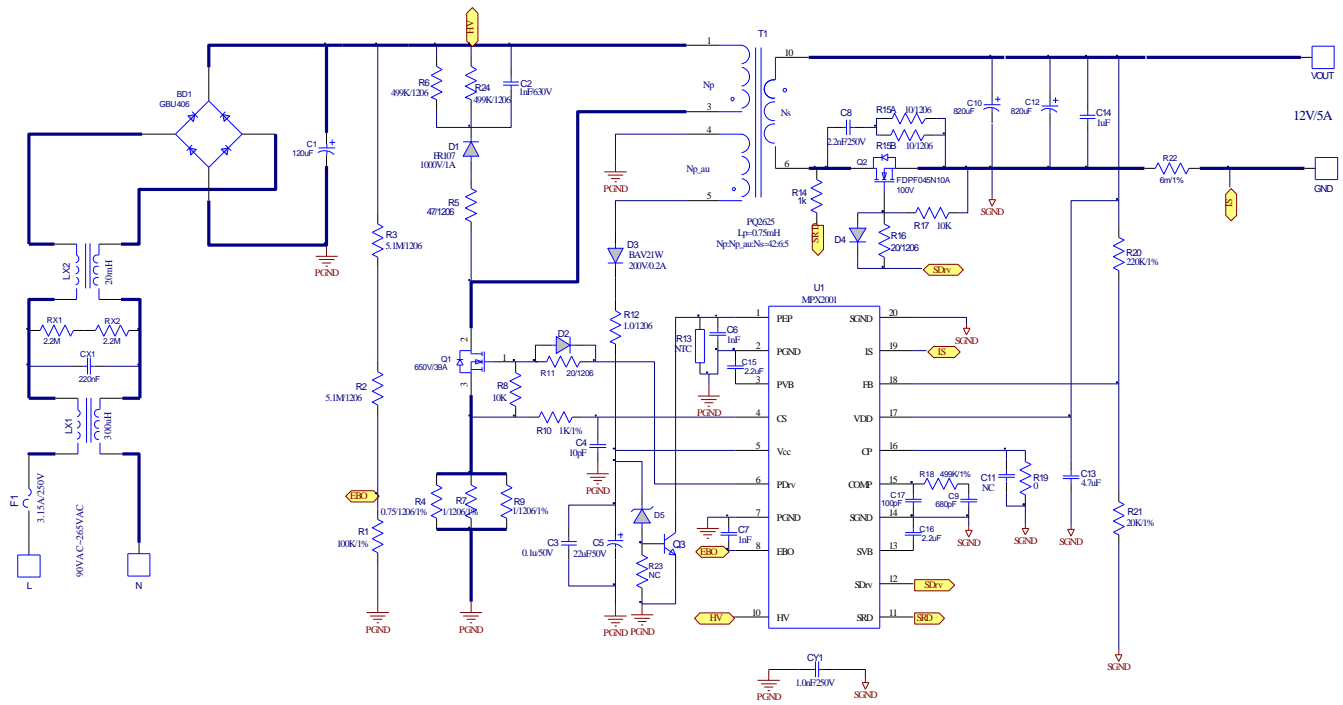 HV
T1
1
10
VOUT
BD1
GBU406
R6
499K/1206
R24
499K/1206
C2
1nF/630V
Np
Ns
3
4
C8
2.2nF/250V
R15A
10/1206
R15B
10/1206
C10
820uF
C12
820uF
C14
1uF
12V/5A
C1
120uF
D1
FR107
1000V/1A
PGND
Np_au
6
5
Q2
FDPF045N10A
100V
R22
6m/1%
GND
IS
R5
47/1206
R14
1k
SRD
SGND
R17
10K
D4
R16
20/1206
SDrv
PQ2625
Lp=0.75mH
Np:Np_au:Ns=42:6:5
R3
5.1M/1206
PGND
D3
BAV21W
200V/0.2A
R20
220K/1%
LX2
20mH
U1
MPX2001
RX1
2.2M
RX2
2.2M
CX1
220nF
R12
1.0/1206
R13
NTC
C6
1nF
C15
2.2uF
PGND
1
PEP
2
PGND
3
PVB
4
CS
5
Vcc
6
PDrv
7
PGND
8
EBO
10
HV
SGND
20
IS
19
FB
18
VDD
17
CP
16
COMP
15
SGND
14
SVB
13
SDrv
12
SRD
11
SGND
IS
2
Q1
650V/39A
3
1
D2
R11
20/1206
R8
10K
R2
5.1M/1206
R10
1K/1%
C4
10pF
PGND
LX1
300uH
F1
3.15A/250V
90VAC~265VAC
L
N
EBO
R1
100K/1%
PGND
R4
0.75/1206/1%
R7
1/1206/1%
R9
1/1206/1%
PGND
C3
0.1u/50V
C5
22uF/50V
PGND
D5
R23
NC
PGND
Q3
C7
1nF
EBO
HV
R18
499K/1%
C17
100pF
C9
680pF
C16
2.2uF
SGND
C11
NC
R19
0
SGND
C13
4.7uF
SGND
R21
20K/1%
SGND
SDrv
SRD
CY1
1.0nF/250V
PGND
SGND